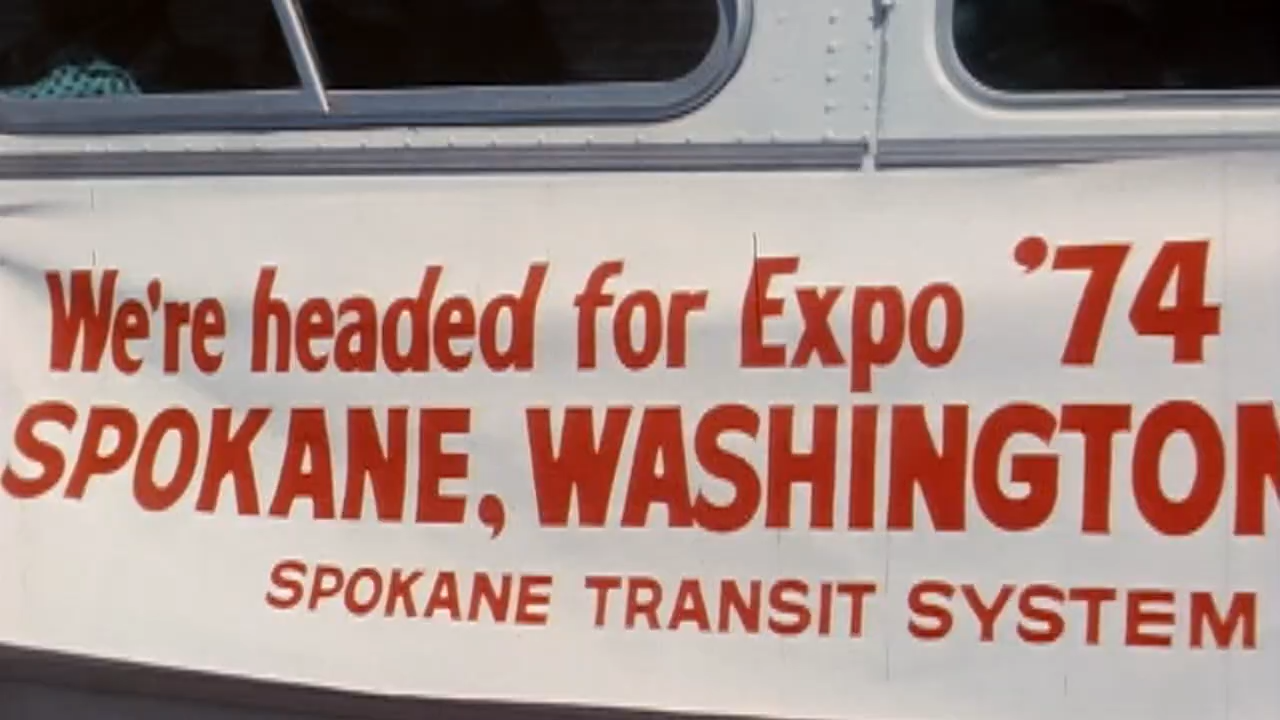 We're headed for Expo '74
SPOKANE, WASHINGTON
SPOKANE TRANSIT SYSTEM